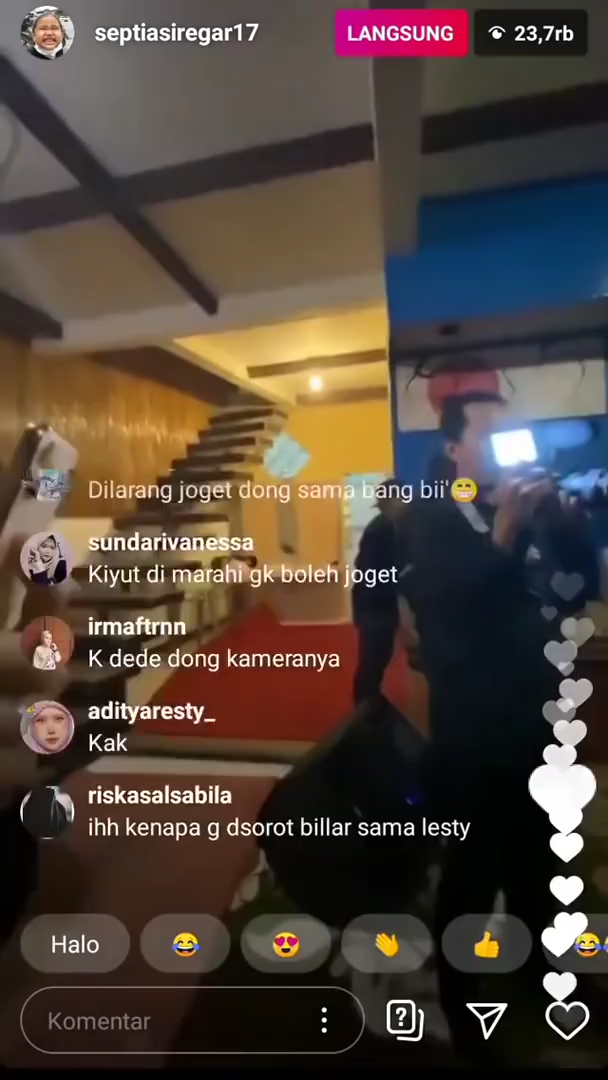 septiasiregar17
LANGSUNG
23,7rb
Dilarang joget dong sama bang bii'😁
sundarivanessa
Kiyut di marahi gk boleh joget
irmaftrnn
K dede dong kameranya
adityaresty_
Kak
riskasalsabila
ihh kenapa g dsorot billar sama lesty
Halo
Komentar